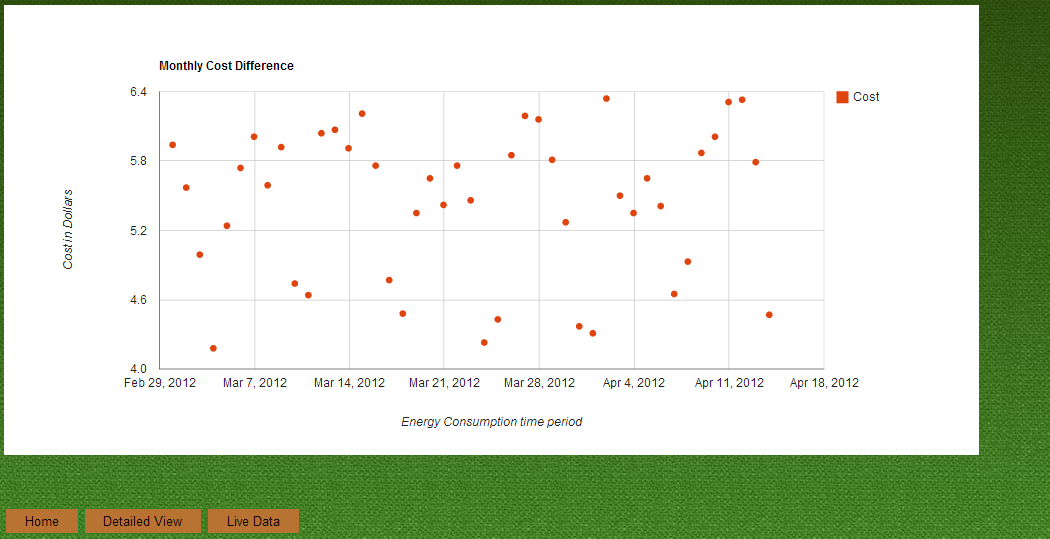 Monthly Cost Difference
6.4
5.8
5.2
4.6
4.0
Cost in Dollars
Feb 29, 2012 Mar 7, 2012 Mar 14, 2012 Mar 21, 2012 Mar 28, 2012 Apr 4, 2012 Apr 11, 2012 Apr 18, 2012
Energy Consumption time period
Cost
Home Detailed View Live Data